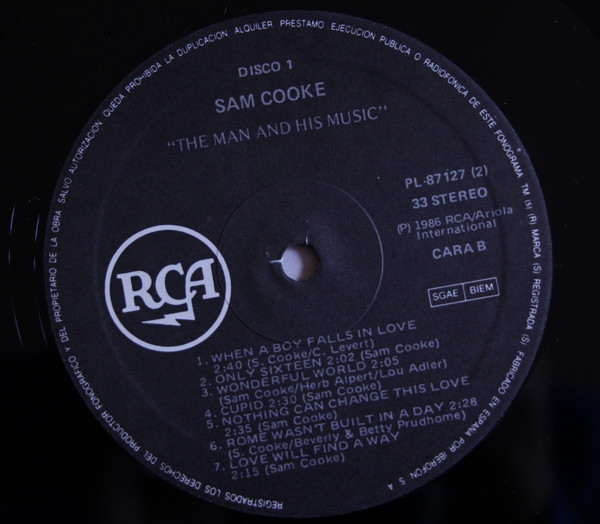 DISCO 1
SAM COOKE
"THE MAN AND HIS MUSIC"
PL-87127 (2)
33 STEREO
(P) 1986 RCA/Ariola
International
CARA B
RCA
SGAE BIEM
1. WHEN A BOY FALLS IN LOVE
2:40 (S. Cooke/C. Levert)
2. ONLY SIXTEEN 2:02 (Sam Cooke)
3. WONDERFUL WORLD 2:05
(Sam Cooke/Herb Alpert/Lou Adler)
4. CUPID 2:30 (Sam Cooke)
5. NOTHING CAN CHANGE THIS LOVE
2:35 (Sam Cooke)
6. ROME WASN'T BUILT IN A DAY 2:28
(S. Cooke/Beverly & Betty Prudhome)
7. LOVE WILL FIND A WAY
2:15 (Sam Cooke)
REGISTRADOS LOS DERECHOS DEL PRODUCTOR FONOGRAFICO Y DEL PROPIETARIO DE LA OBRA SALVO AUTORIZACION QUEDA PROHIBIDA LA DUPLICACION ALQUILER PRESTAMO EJECUCION PUBLICA O RADIOFONICA DE ESTE FONOGRAMA TM (S) (R) MARCA (S) REGISTRADA (S) FABRICADO EN ESPAÑA POR IBEROFON S A